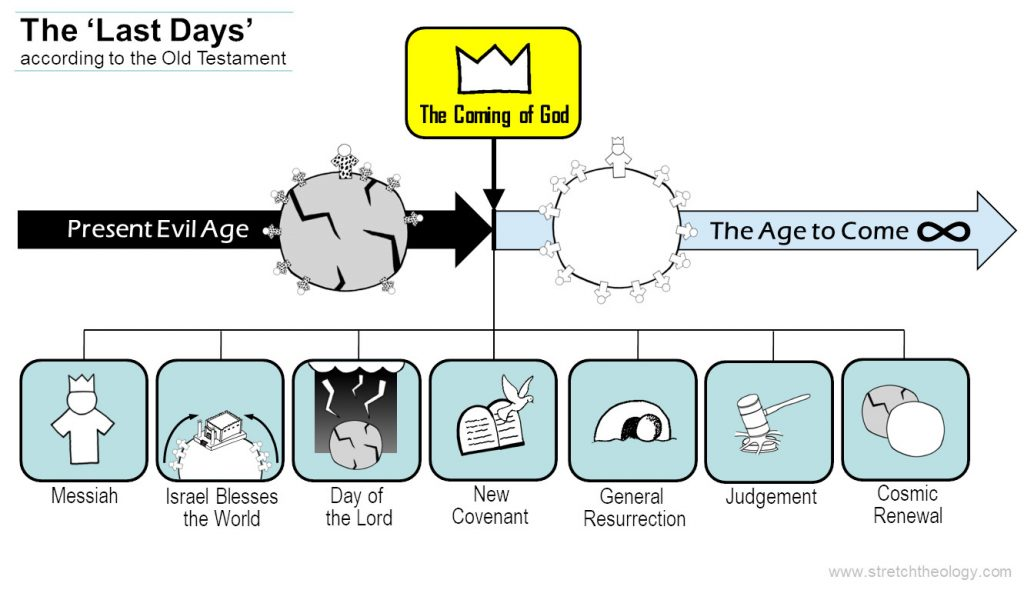 The ‘Last Days’
according to the Old Testament
The Coming of God
Present Evil Age
The Age to Come ∞
Messiah
Israel Blesses
the World
Day of
the Lord
New
Covenant
General
Resurrection
Judgement
Cosmic
Renewal
www.stretchtheology.com